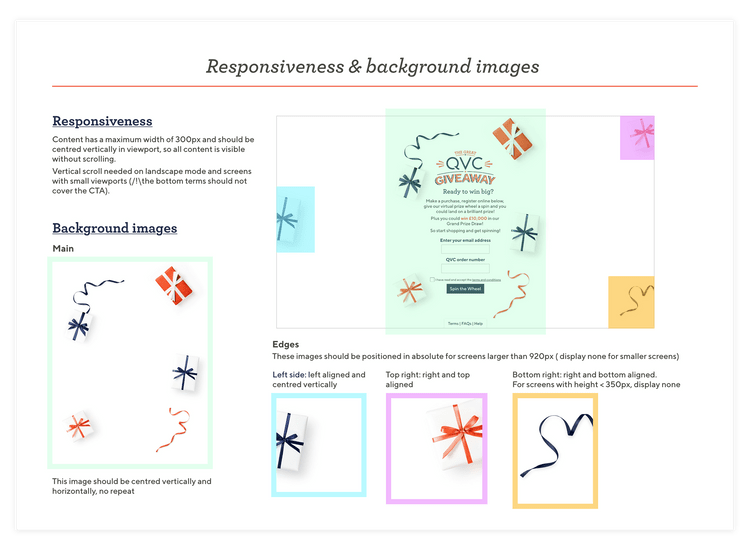 Responsiveness & background images
Responsiveness
Content has a maximum width of 300px and should be
centred vertically in viewport, so all content is visible
without scrolling.
Vertical scroll needed on landscape mode and screens
with small viewports (/!\the bottom terms should not
cover the CTA).
Background images
Main
This image should be centred vertically and
horizontally, no repeat
THE GREAT
QVC
GIVEAWAY
Ready to win big?
Make a purchase, register online below,
give our virtual prize wheel a spin and you
could land on a brilliant prize!
Plus you could win £10,000 in our
Grand Prize Draw!
So start shopping and get spinning!
Enter your email address
QVC order number
I have read and accept the terms and conditions
Spin the Wheel
Terms | FAQs | Help
Edges
These images should be positioned in absolute for screens larger than 920px ( display none for smaller screens)
Left side: left aligned and
centred vertically
Top right: right and top
aligned
Bottom right: right and bottom aligned.
For screens with height < 350px, display none